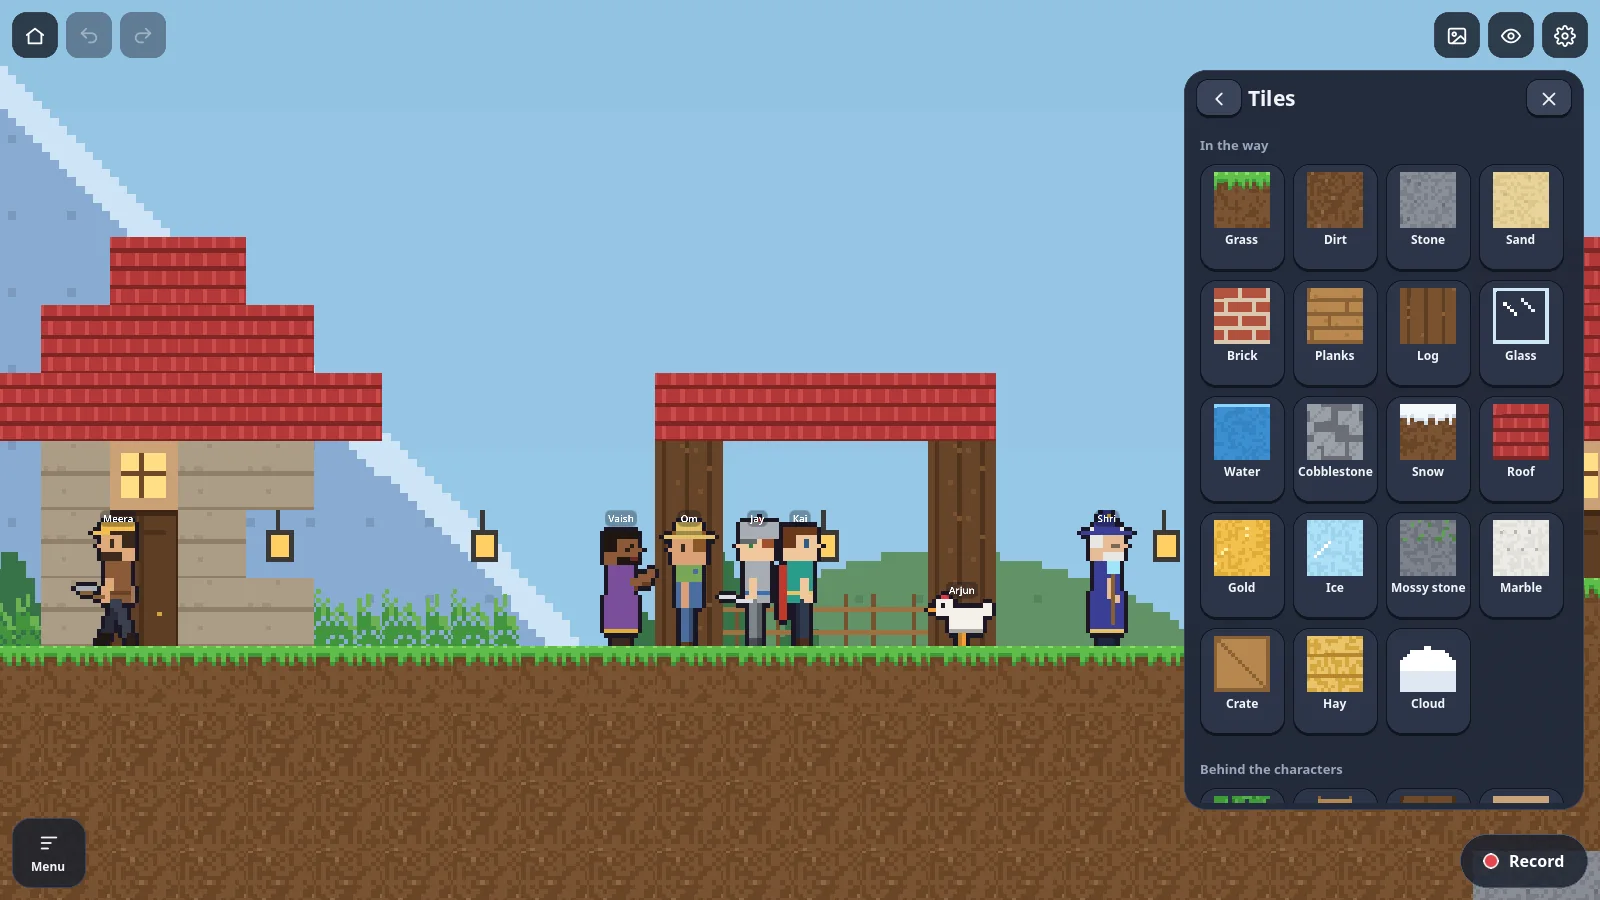 Tiles
In the way
Grass
Dirt
Stone
Sand
Brick
Planks
Log
Glass
Water
Cobblestone
Snow
Roof
Gold
Ice
Mossy stone
Marble
Crate
Hay
Cloud
Behind the characters
Meera
Vaish
Om
Jay
Kai
Arjun
Shri
Menu
Record